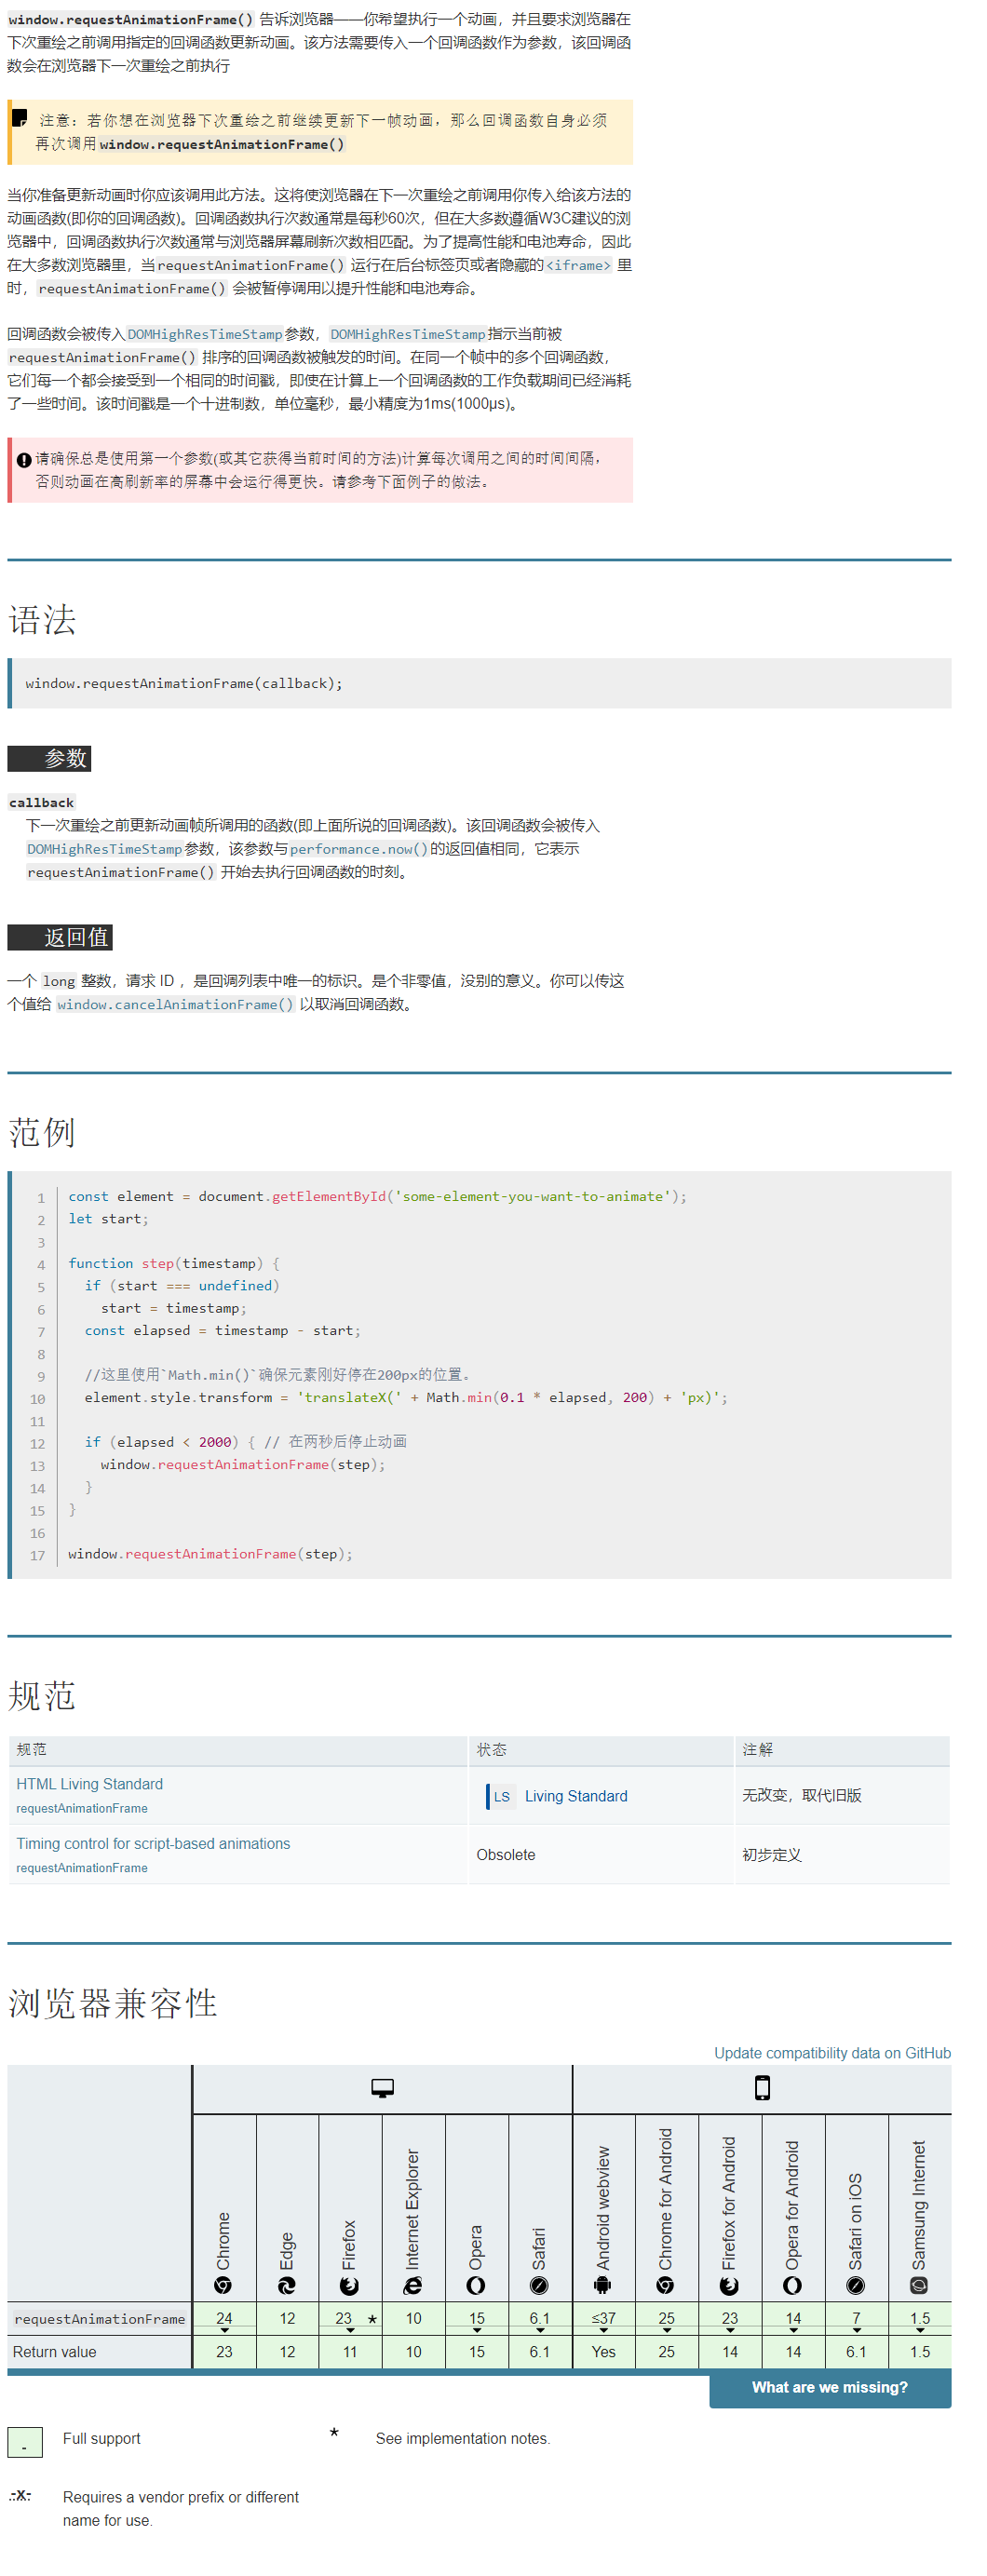 window.requestAnimationFrame() 告诉浏览器——你希望执行一个动画，并且要求浏览器在
下次重绘之前调用指定的回调函数更新动画。该方法需要传入一个回调函数作为参数，该回调函
数会在浏览器下一次重绘之前执行
注意：若你想在浏览器下次重绘之前继续更新下一帧动画，那么回调函数自身必须
再次调用window.requestAnimationFrame()
当你准备更新动画时你应该调用此方法。这将使浏览器在下一次重绘之前调用你传入给该方法的
动画函数(即你的回调函数)。回调函数执行次数通常是每秒60次，但在大多数遵循W3C建议的浏
览器中，回调函数执行次数通常与浏览器屏幕刷新次数相匹配。为了提高性能和电池寿命，因此
在大多数浏览器里，当requestAnimationFrame() 运行在后台标签页或者隐藏的<iframe> 里
时，requestAnimationFrame() 会被暂停调用以提升性能和电池寿命。
回调函数会被传入DOMHighResTimeStamp参数，DOMHighResTimeStamp指示当前被
requestAnimationFrame() 排序的回调函数被触发的时间。在同一个帧中的多个回调函数，
它们每一个都会接受到一个相同的时间戳，即使在计算上一个回调函数的工作负载期间已经消耗
了一些时间。该时间戳是一个十进制数，单位毫秒，最小精度为1ms(1000μs)。
请确保总是使用第一个参数(或其它获得当前时间的方法)计算每次调用之间的时间间隔，
否则动画在高刷新率的屏幕中会运行得更快。请参考下面例子的做法。
语法
window.requestAnimationFrame(callback);
参数
callback
下一次重绘之前更新动画帧所调用的函数(即上面所说的回调函数)。该回调函数会被传入
DOMHighResTimeStamp参数，该参数与performance.now()的返回值相同，它表示
requestAnimationFrame() 开始去执行回调函数的时刻。
返回值
一个 long 整数，请求 ID ，是回调列表中唯一的标识。是个非零值，没别的意义。你可以传这
个值给 window.cancelAnimationFrame() 以取消回调函数。
范例
1 const element = document.getElementById('some-element-you-want-to-animate');
2 let start;
3
4 function step(timestamp) {
5 if (start === undefined)
6 start = timestamp;
7 const elapsed = timestamp - start;
8
9 //这里使用`Math.min()`确保元素刚好停在200px的位置。
10 element.style.transform = 'translateX(' + Math.min(0.1 * elapsed, 200) + 'px)';
11
12 if (elapsed < 2000) { // 在两秒后停止动画
13 window.requestAnimationFrame(step);
14 }
15 }
16
17 window.requestAnimationFrame(step);
规范
规范 状态 注解
HTML Living Standard
requestAnimationFrame
LS Living Standard 无改变，取代旧版
Timing control for script-based animations
requestAnimationFrame
Obsolete 初步定义
浏览器兼容性
Update compatibility data on GitHub
Chrome Edge Firefox Internet Explorer Opera Safari Android webview Chrome for Android Firefox for Android Opera for Android Safari on iOS Samsung Internet
requestAnimationFrame 24 12 23 * 10 15 6.1 ≤37 25 23 14 7 1.5
Return value 23 12 11 10 15 6.1 Yes 25 14 14 6.1 1.5
What are we missing?
- Full support
* See implementation notes.
-x- Requires a vendor prefix or different
name for use.